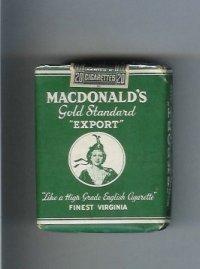 20 CIGARETTES 20
MACDONALD'S
Gold Standard
"EXPORT"
"Like a High Grade English Cigarette"
FINEST VIRGINIA